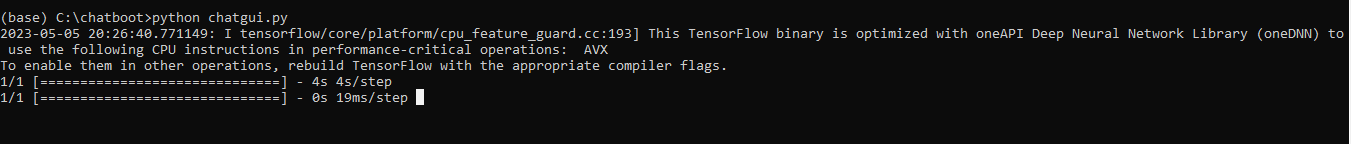 (base) C:\chatboot>python chatgui.py
2023-05-05 20:26:40.771149: I tensorflow/core/platform/cpu_feature_guard.cc:193] This TensorFlow binary is optimized with oneAPI Deep Neural Network Library (oneDNN) to
 use the following CPU instructions in performance-critical operations:  AVX
To enable them in other operations, rebuild TensorFlow with the appropriate compiler flags.
1/1 [==============================] - 4s 4s/step
1/1 [==============================] - 0s 19ms/step